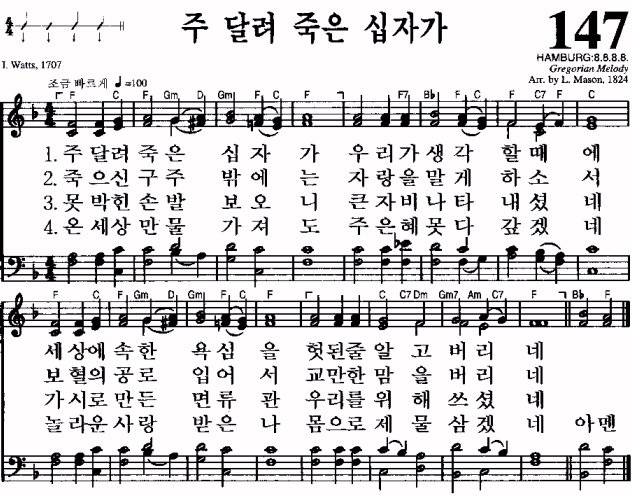 주 달려 죽은 십자가
147
I. Watts, 1707
HAMBURG:8.8.8.8.
Gregorian Melody
Arr. by L. Mason, 1824
조금 빠르게 ♩=100
F C F Gm D Gm F C F F7 B♭ F C F C7 F C
1. 주 달려 죽은 십 자 가 우리가 생각 할 때 에
2. 죽으신 구주 밖 에 는 자랑을 말게 하 소 서
3. 못 박힌 손발 보 오 니 큰 자비 나타 내 셨 네
4. 온 세상 만물 가 져 도 주 은혜 못다 갚 겠 네
F C F Gm D Gm F C F C C7 Dm Gm7 Am C7 F B♭ F
세상에 속한 욕 심 을 헛된줄 알고 버 리 네
보혈의 공로 입 어 서 교만한 맘을 버 리 네
가시로 만든 면 류 관 우리를 위해 쓰 셨 네
놀라운 사랑 받 은 나 몸으로 제물 삼 겠 네 아멘